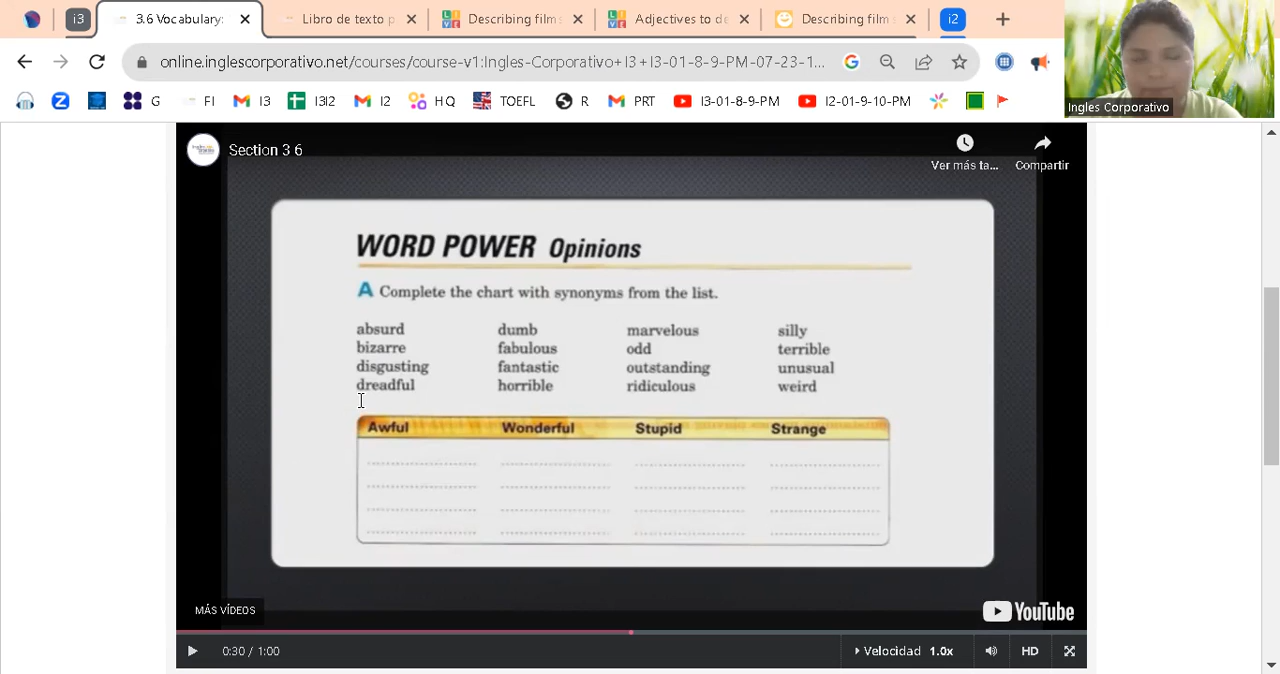 i3
3.6 Vocabulary:
Libro de texto p
Describing film
Adjectives to de
Describing film
i2
online.inglescorporativo.net/courses/course-v1:Ingles-Corporativo+I3+I3-01-8-9-PM-07-23-1...
G
FI
I3
I3I2
I2
HQ
TOEFL
R
PRT
I3-01-8-9-PM
I2-01-9-10-PM
Ingles Corporativo
Section 3 6
Ver más ta...
Compartir
WORD POWER Opinions
A Complete the chart with synonyms from the list.
absurd dumb marvelous silly
bizarre fabulous odd terrible
disgusting fantastic outstanding unusual
dreadful horrible ridiculous weird
Awful Wonderful Stupid Strange
MÁS VÍDEOS
YouTube
0:30 / 1:00
Velocidad 1.0x
HD